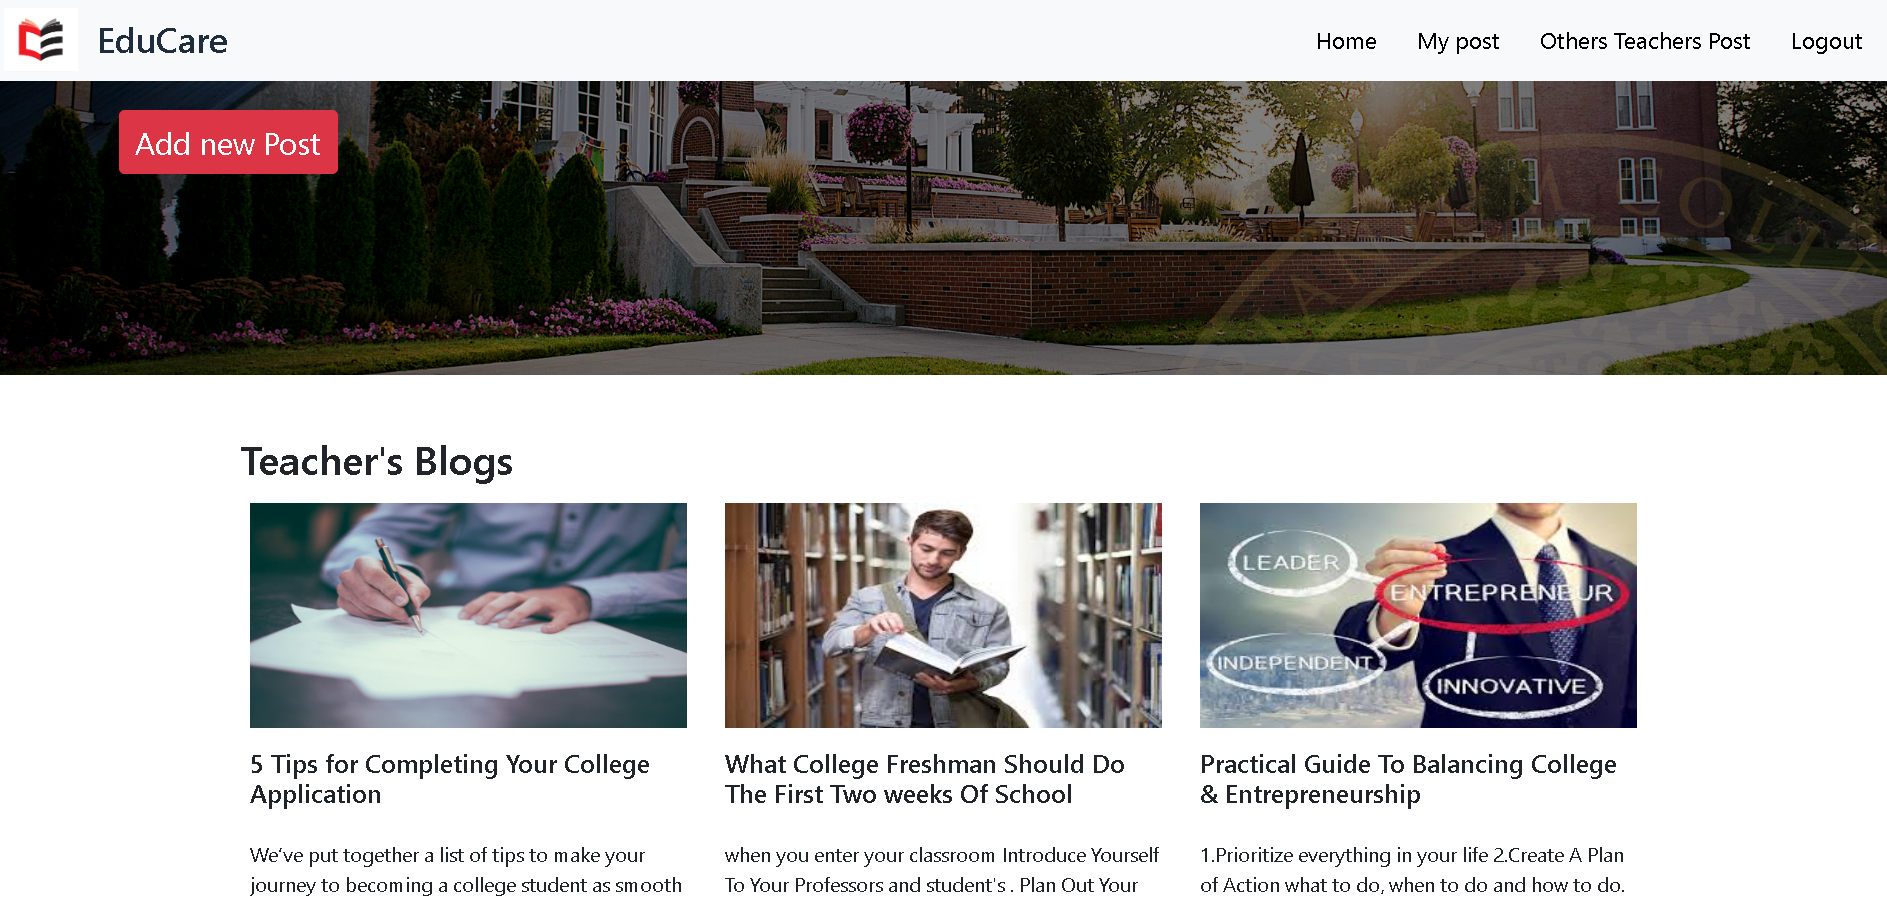 EduCare
Home
My post
Others Teachers Post
Logout
Add new Post
Teacher's Blogs
LEADER
ENTREPRENEUR
INDEPENDENT
INNOVATIVE
5 Tips for Completing Your College
Application
What College Freshman Should Do
The First Two weeks Of School
Practical Guide To Balancing College
& Entrepreneurship
We’ve put together a list of tips to make your
journey to becoming a college student as smooth
when you enter your classroom Introduce Yourself
To Your Professors and student's . Plan Out Your
1.Prioritize everything in your life 2.Create A Plan
of Action what to do, when to do and how to do.